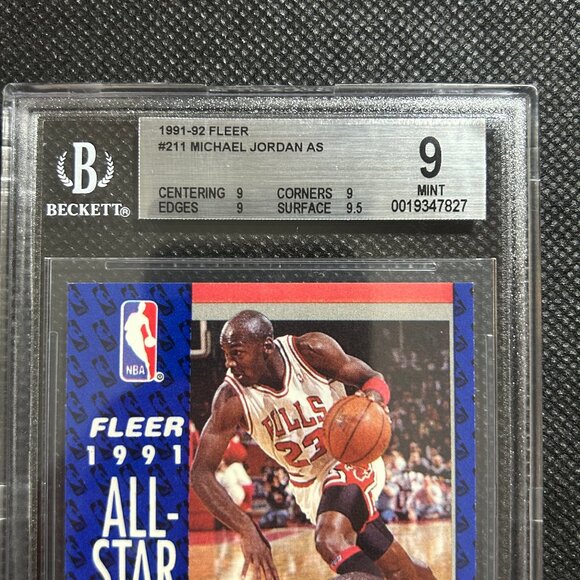 1991-92 FLEER
#211 MICHAEL JORDAN AS
CENTERING 9 CORNERS 9
EDGES 9 SURFACE 9.5
9
MINT
0019347827
B
BECKETT®
NBA
©
FLEER
1991
ALL-
STAR
BULLS
23